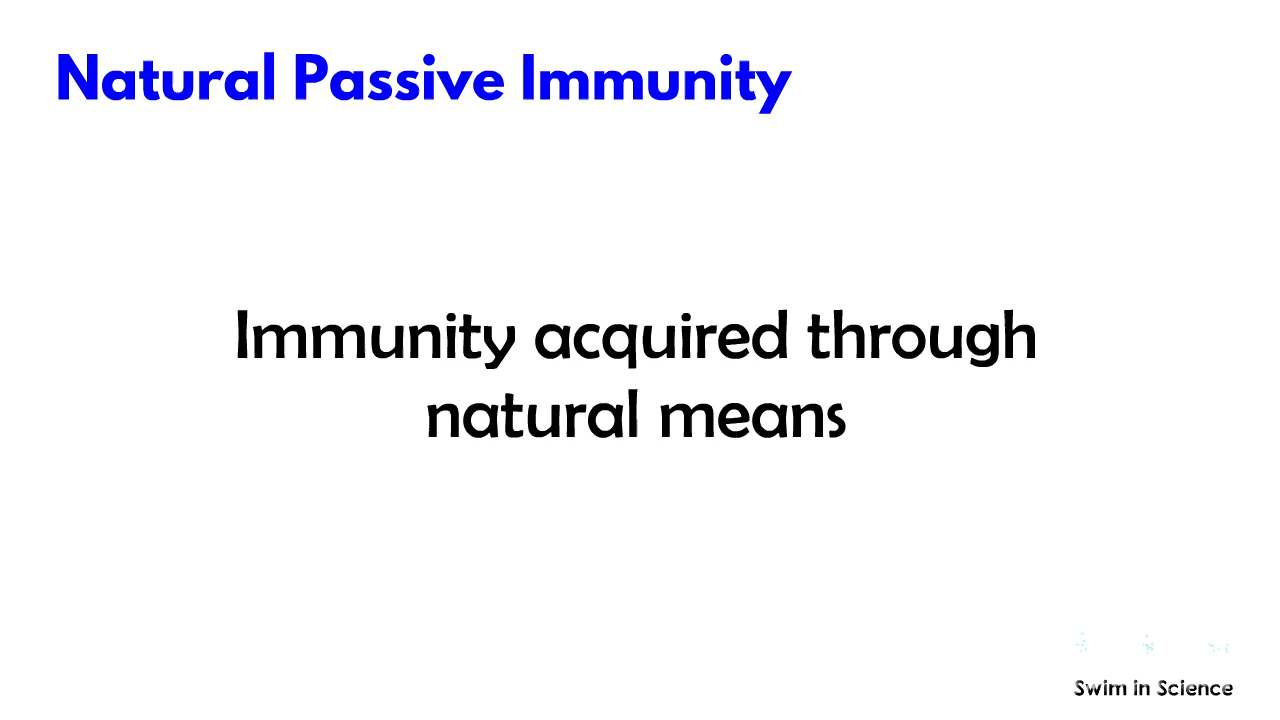 Natural Passive Immunity
Immunity acquired through
natural means
Swim in Science